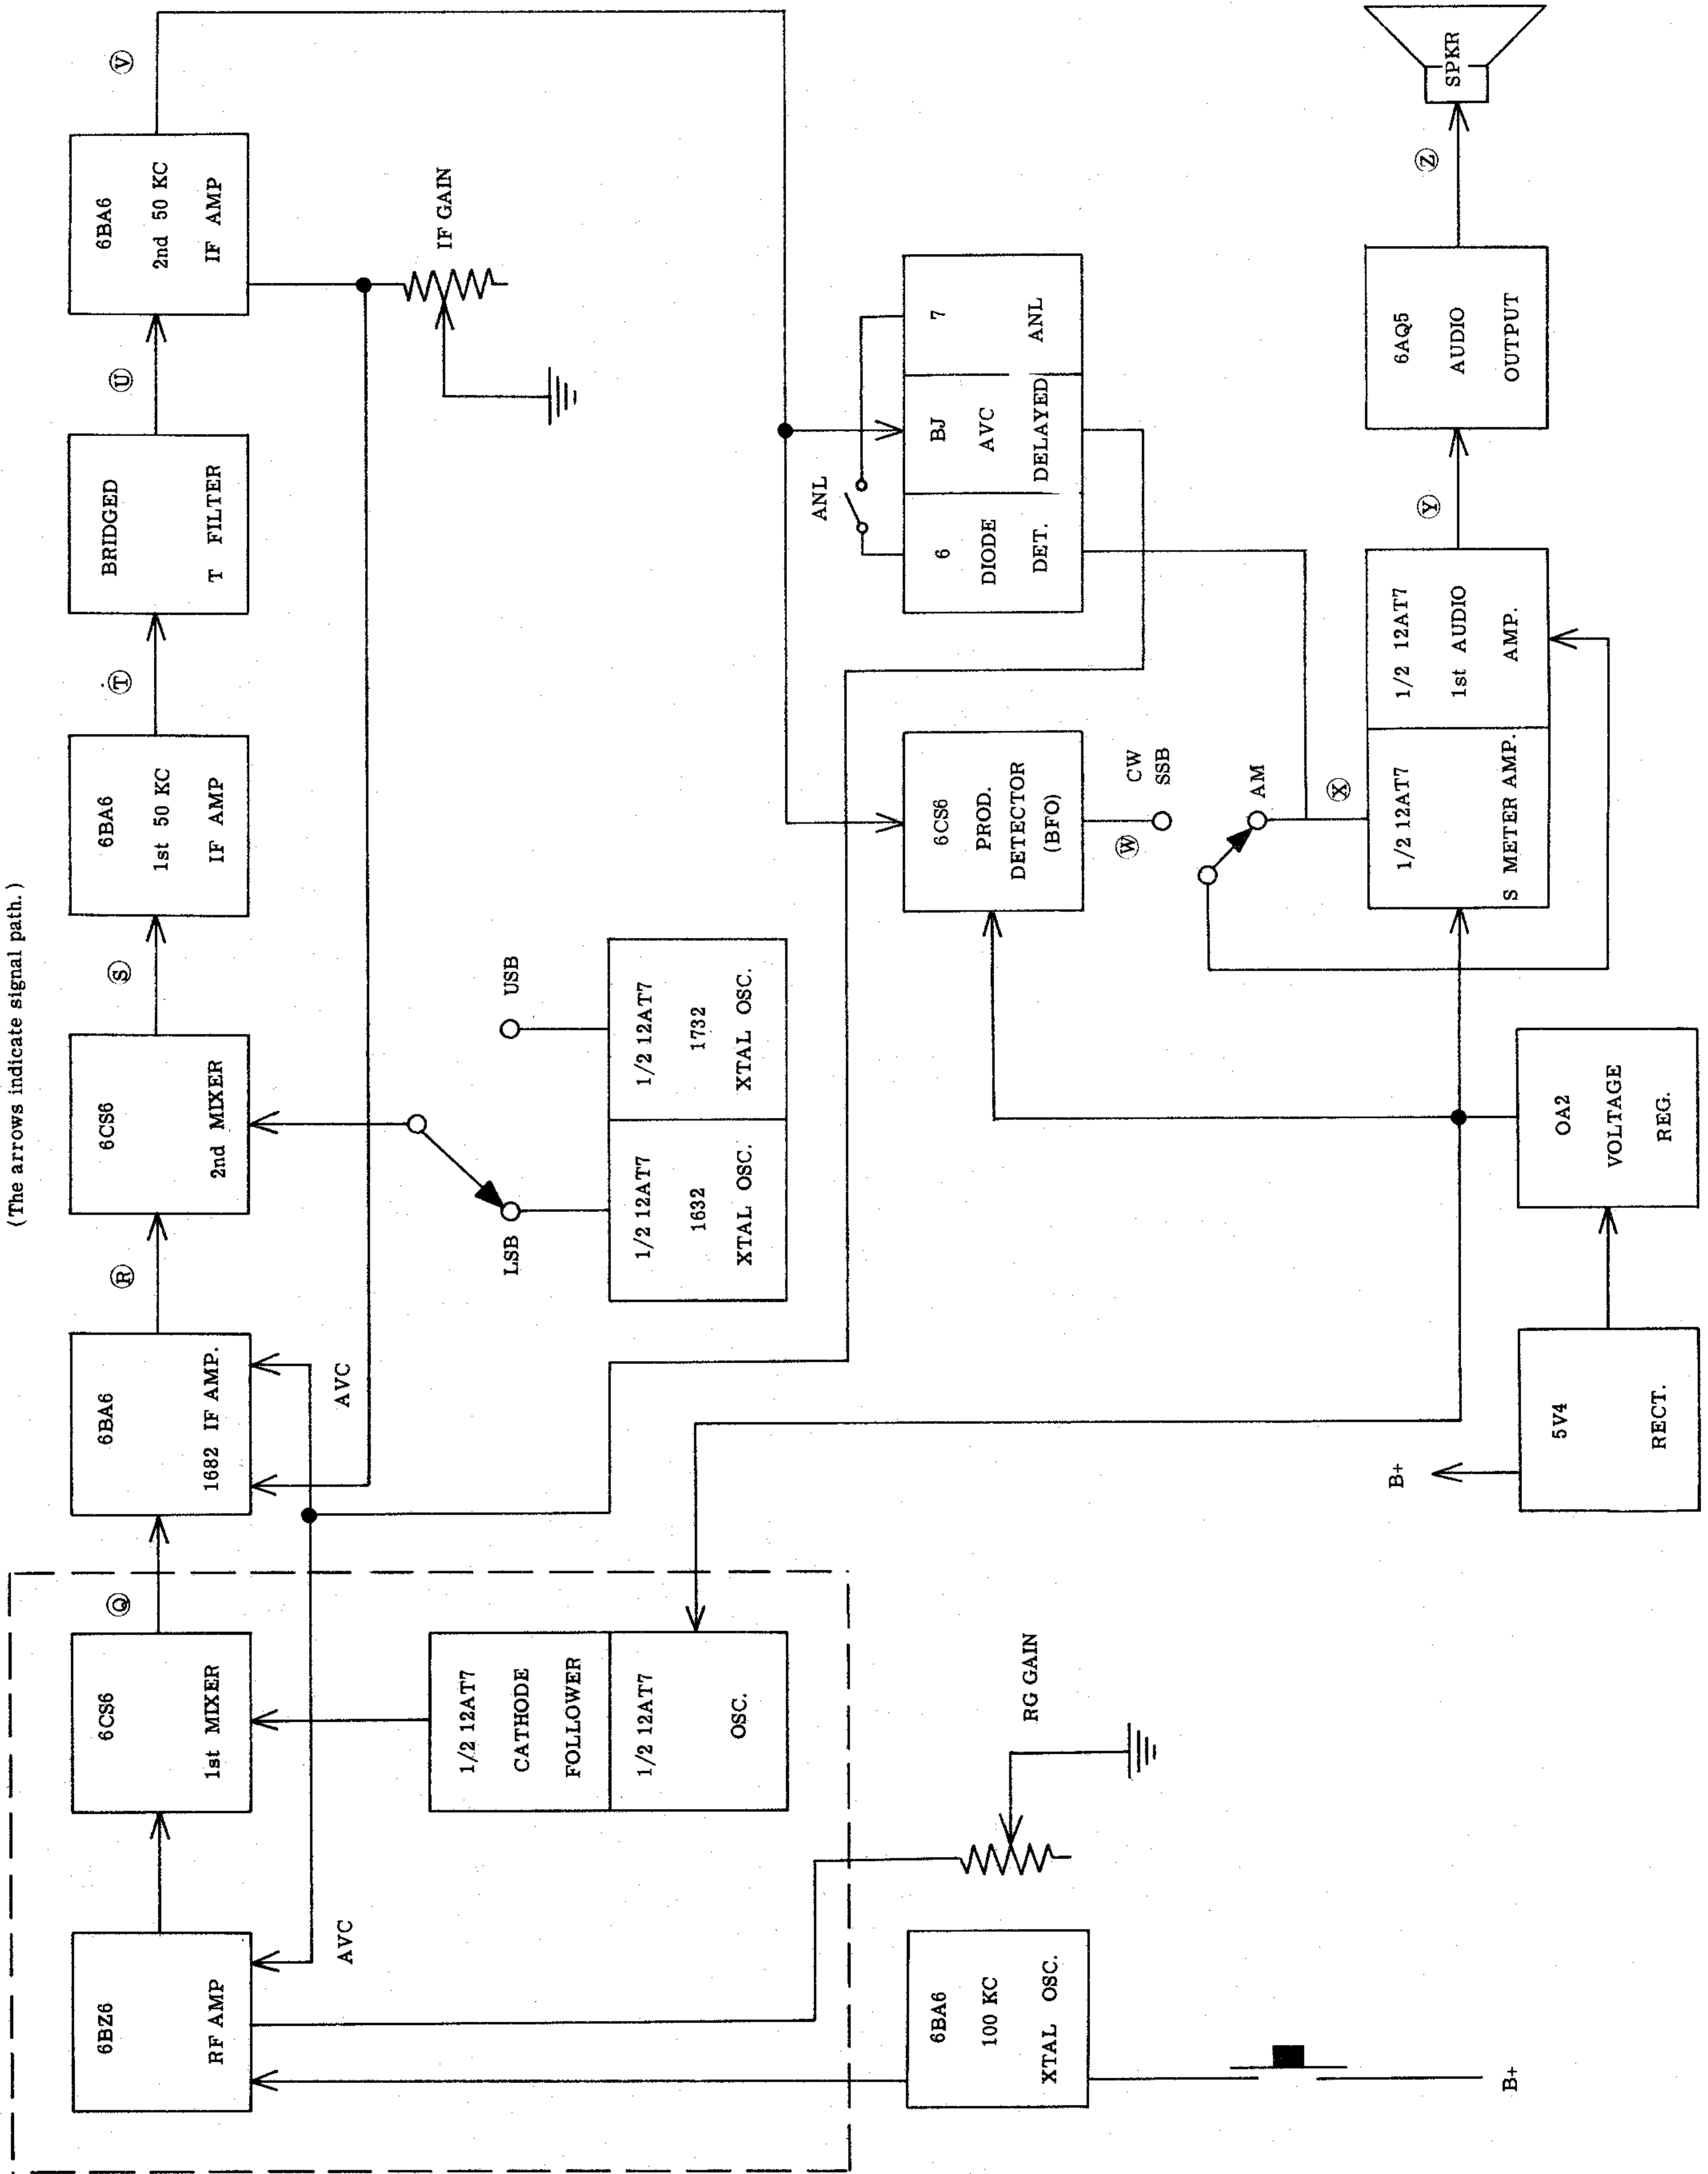 (The arrows indicate signal path.)
6BZ6
RF AMP
6CS6
1st MIXER
Ⓠ
6BA6
1682 IF AMP.
Ⓡ
6CS6
2nd MIXER
Ⓢ
6BA6
1st 50 KC
IF AMP
Ⓣ
BRIDGED
T FILTER
Ⓤ
6BA6
2nd 50 KC
IF AMP
Ⓥ
AVC
AVC
IF GAIN
1/2 12AT7
CATHODE
FOLLOWER
1/2 12AT7
OSC.
LSB
USB
1/2 12AT7
1632
XTAL OSC.
1/2 12AT7
1732
XTAL OSC.
ANL
6BA6
100 KC
XTAL OSC.
B+
RG GAIN
6CS6
PROD.
DETECTOR
(BFO)
Ⓦ
CW
SSB
AM
Ⓧ
6
DIODE
DET.
BJ
AVC
DELAYED
7
ANL
B+
5V4
RECT.
OA2
VOLTAGE
REG.
1/2 12AT7
S METER AMP.
1/2 12AT7
1st AUDIO
AMP.
Ⓨ
6AQ5
AUDIO
OUTPUT
Ⓩ
SPKR